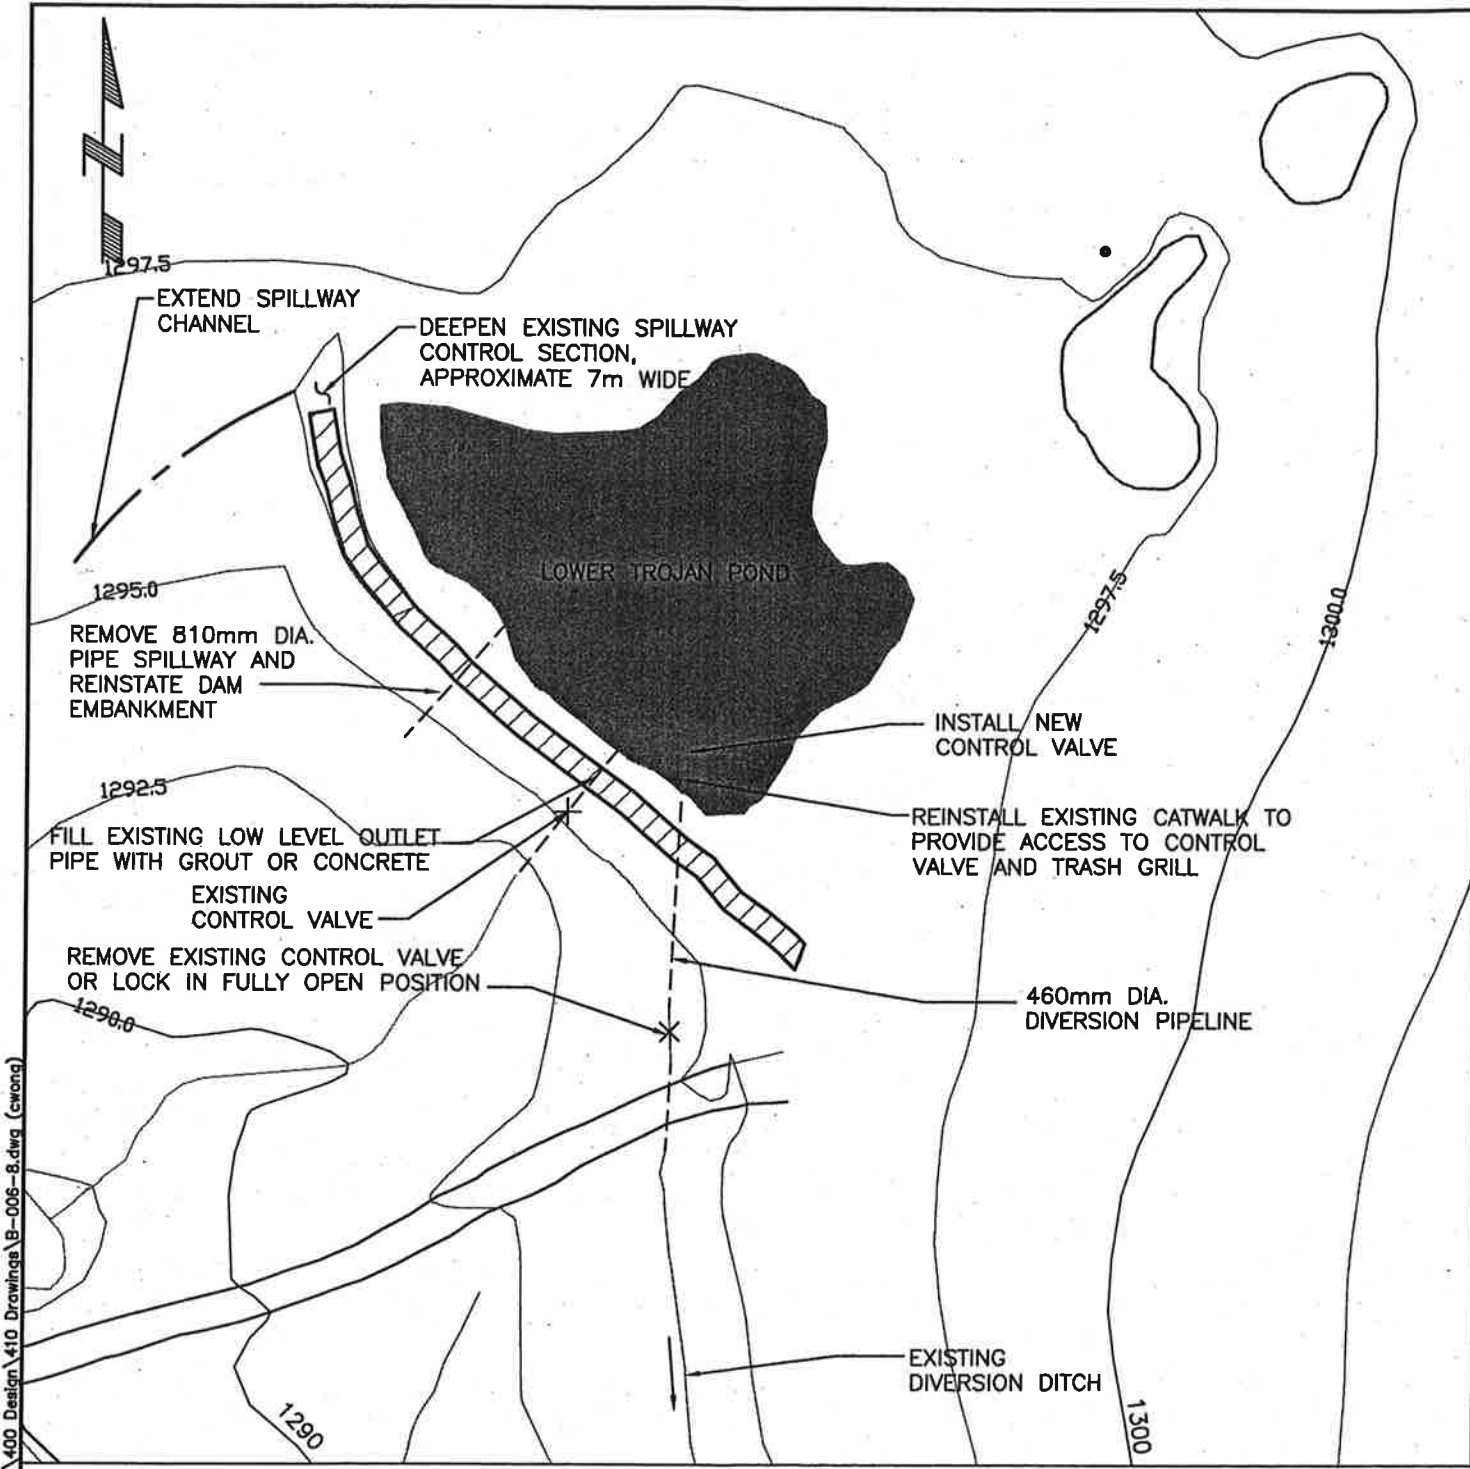 1297.5
EXTEND SPILLWAY
CHANNEL
DEEPEN EXISTING SPILLWAY
CONTROL SECTION,
APPROXIMATE 7m WIDE
LOWER TROJAN POND
1295.0
1297.5
1300.0
REMOVE 810mm DIA.
PIPE SPILLWAY AND
REINSTATE DAM
EMBANKMENT
INSTALL NEW
CONTROL VALVE
1292.5
REINSTALL EXISTING CATWALK TO
PROVIDE ACCESS TO CONTROL
VALVE AND TRASH GRILL
FILL EXISTING LOW LEVEL OUTLET
PIPE WITH GROUT OR CONCRETE
EXISTING
CONTROL VALVE
REMOVE EXISTING CONTROL VALVE
OR LOCK IN FULLY OPEN POSITION
460mm DIA.
DIVERSION PIPELINE
1290.0
EXISTING
DIVERSION DITCH
1290
1300
\400 Design\410 Drawings\B-006-8.dwg (cwong)
Z